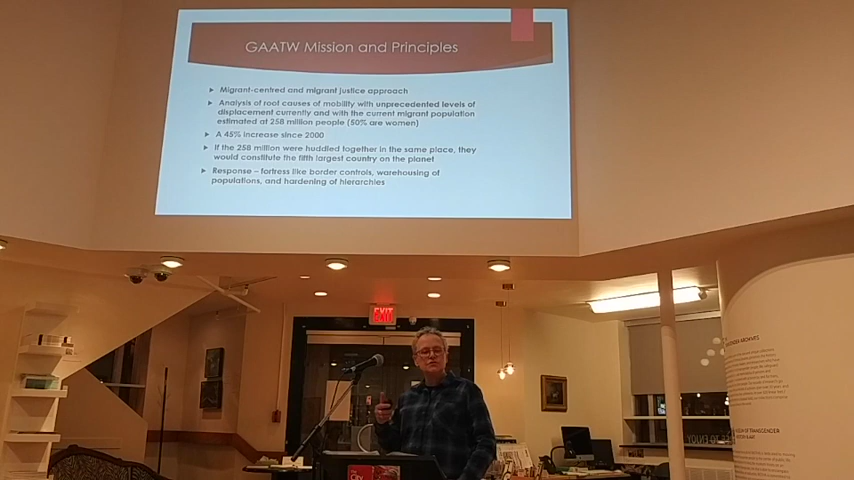 GAATW Mission and Principles
Migrant-centred and migrant justice approach
Analysis of root causes of mobility with unprecedented levels of
displacement currently and with the current migrant population
estimated at 258 million people (50% are women)
A 45% increase since 2000
If the 258 million were huddled together in the same place, they
would constitute the fifth largest country on the planet
Response – fortress like border controls, warehousing of
populations, and hardening of hierarchies
EXIT
ARCHIVES
OF TRANSGENDER